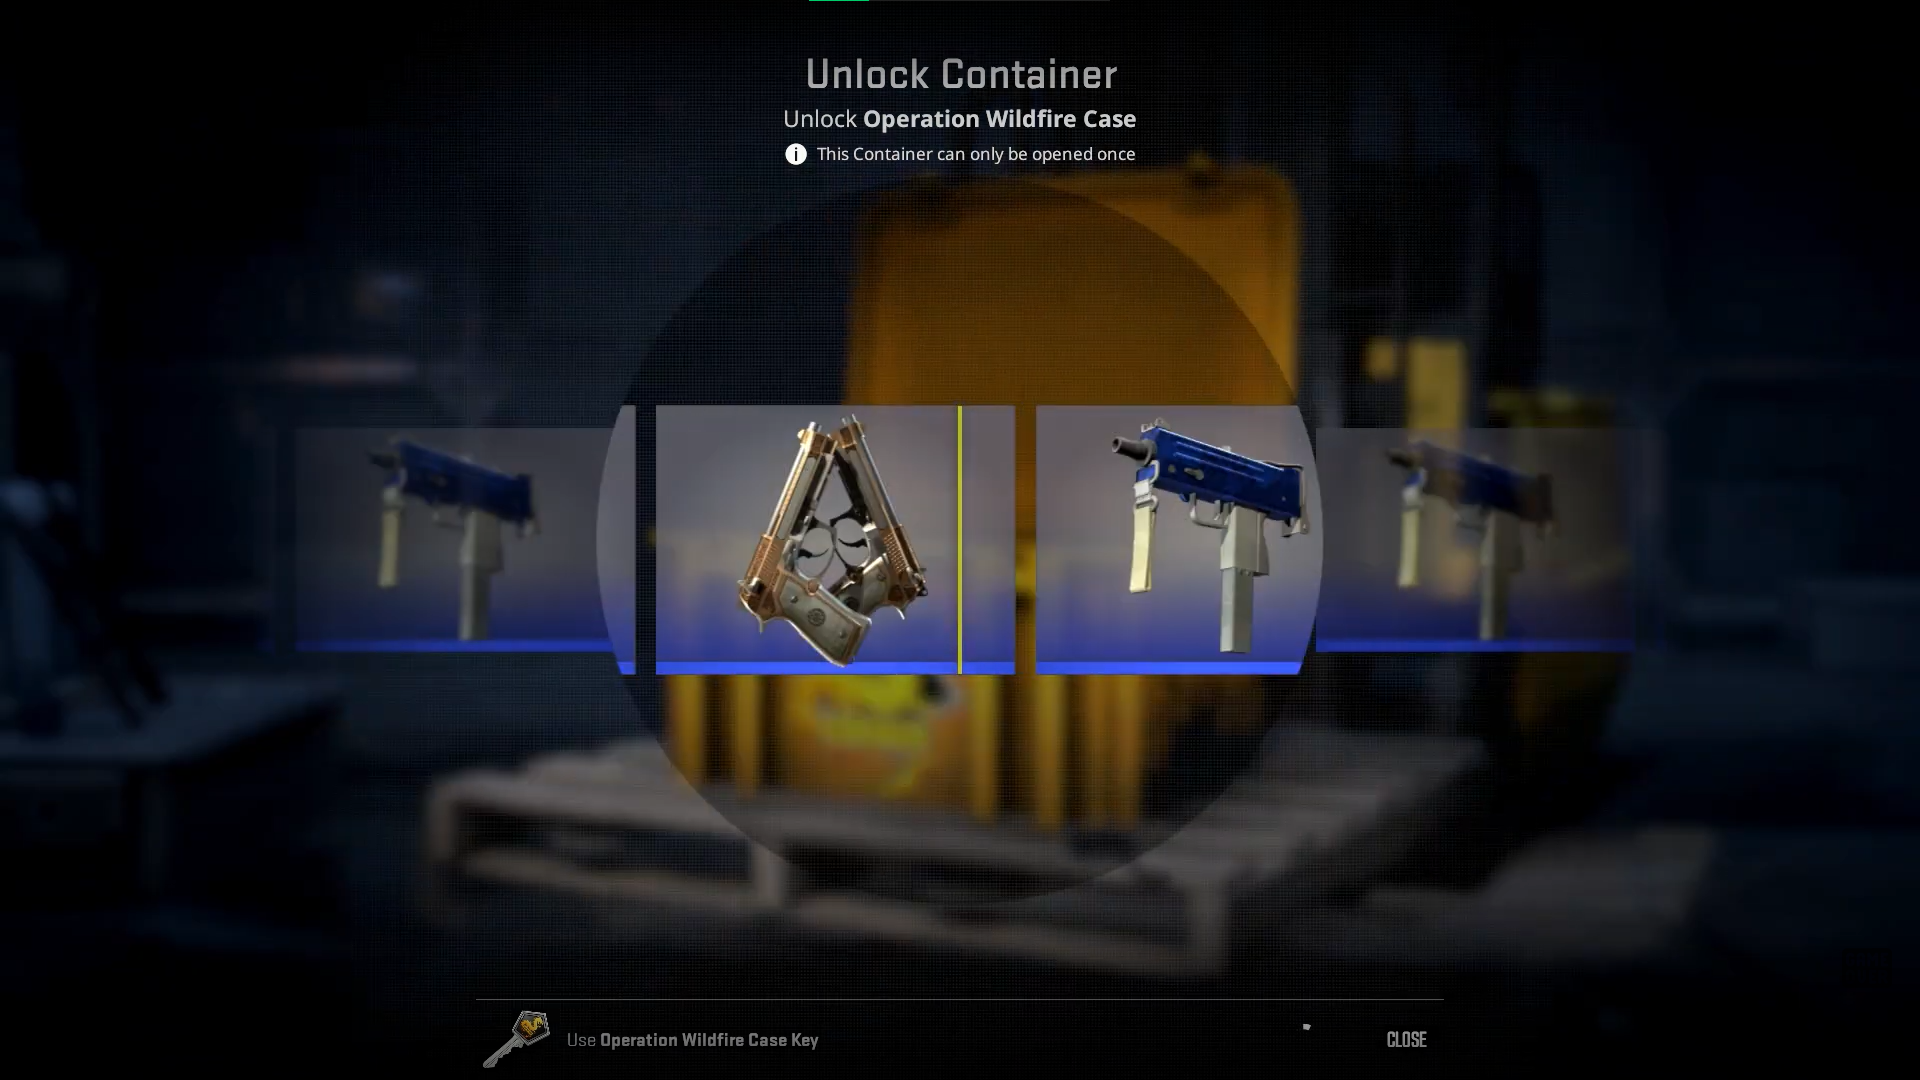 Unlock Container
Unlock Operation Wildfire Case
i This Container can only be opened once
Use Operation Wildfire Case Key
CLOSE